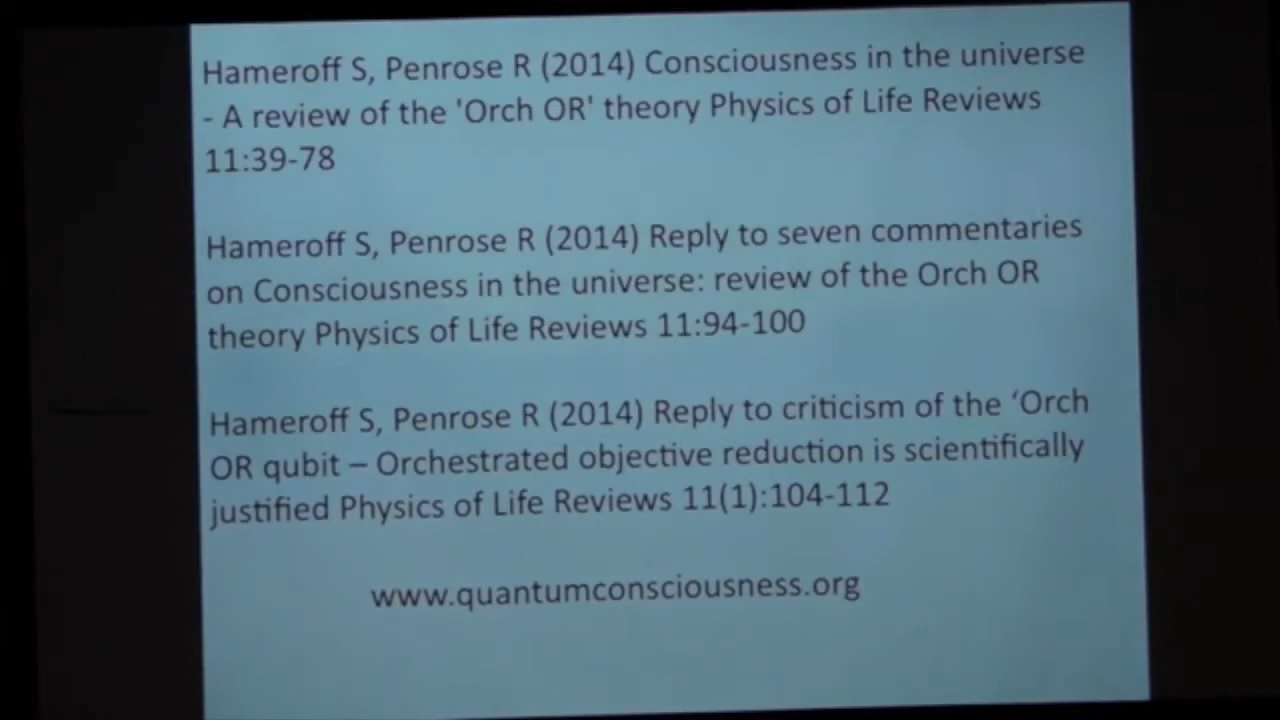 Hameroff S, Penrose R (2014) Consciousness in the universe
- A review of the 'Orch OR' theory Physics of Life Reviews
11:39-78
Hameroff S, Penrose R (2014) Reply to seven commentaries
on Consciousness in the universe: review of the Orch OR
theory Physics of Life Reviews 11:94-100
Hameroff S, Penrose R (2014) Reply to criticism of the ‘Orch
OR qubit – Orchestrated objective reduction is scientifically
justified Physics of Life Reviews 11(1):104-112
www.quantumconsciousness.org